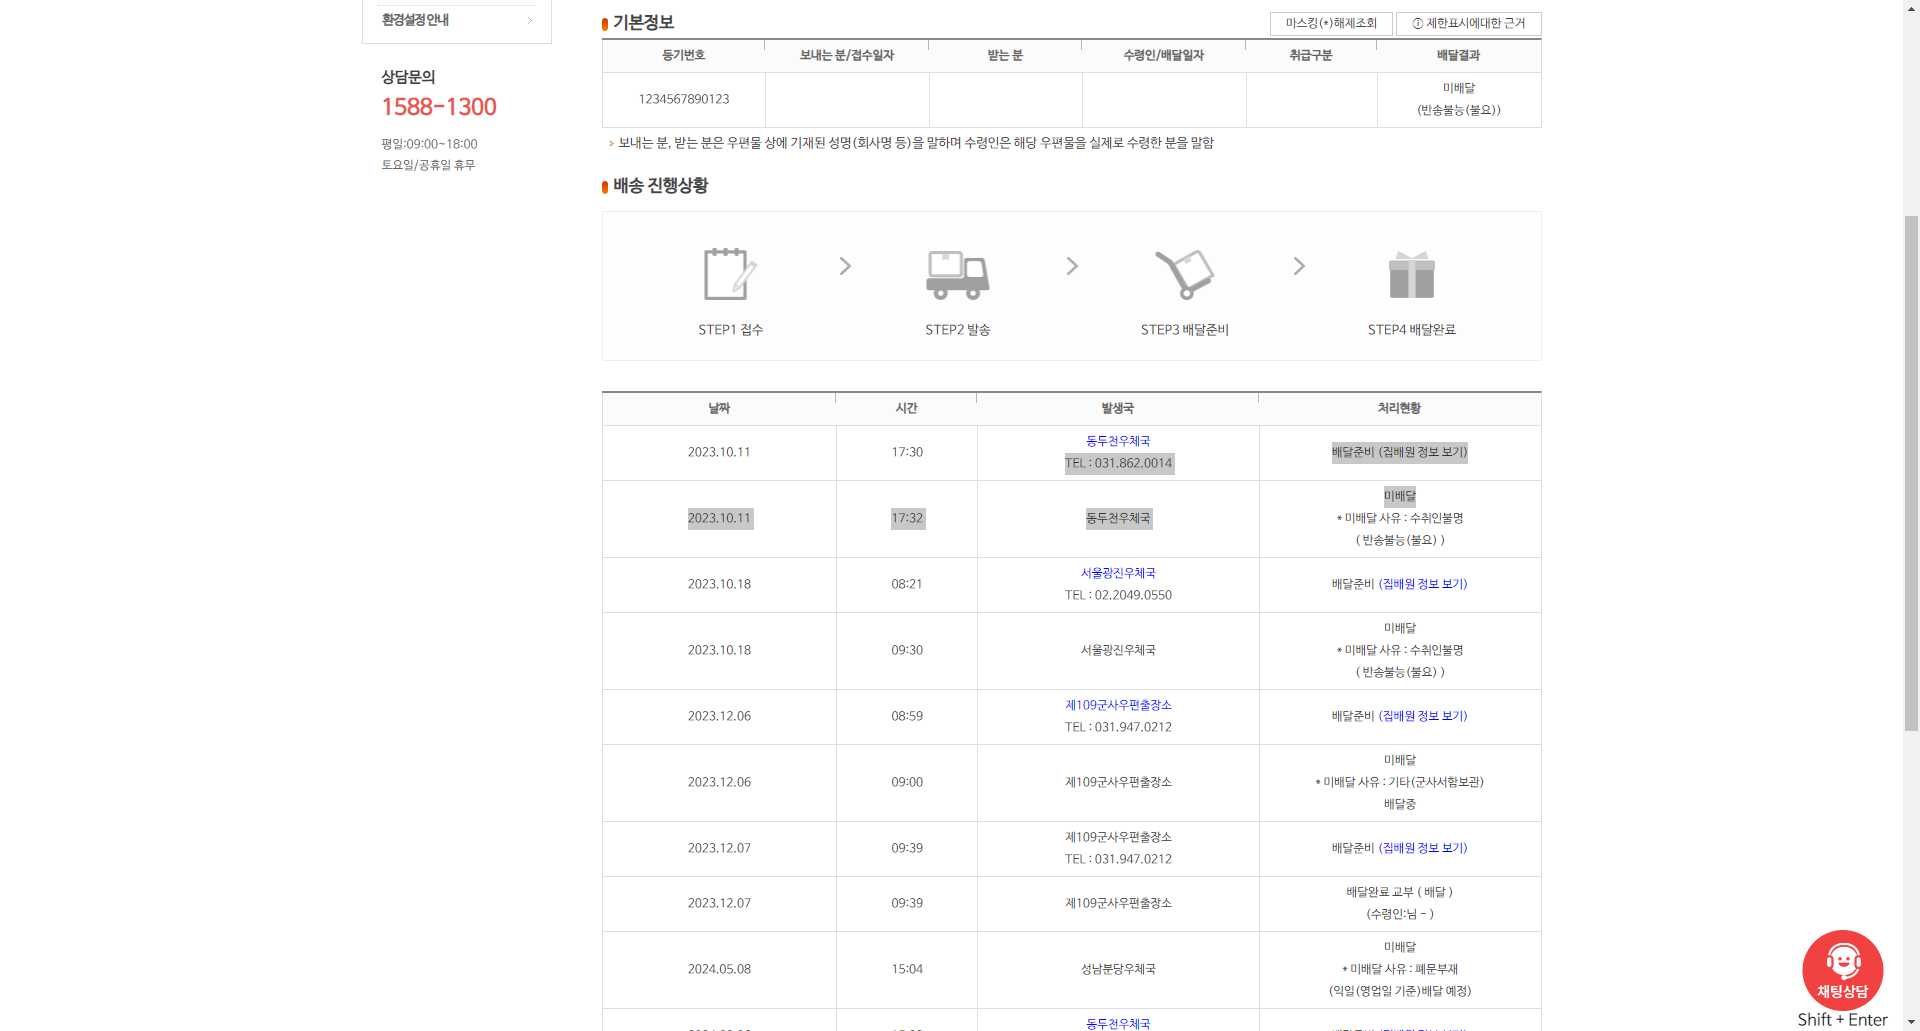 환경설정 안내
상담문의
1588-1300
평일:09:00~18:00
토요일/공휴일 휴무
기본정보
마스킹(*)해제조회
ⓘ 제한표시에대한 근거
등기번호 보내는 분/접수일자 받는 분 수령인/배달일자 취급구분 배달결과
1234567890123
미배달
(반송불능(불요))
보내는 분, 받는 분은 우편물 상에 기재된 성명(회사명 등)을 말하며 수령인은 해당 우편물을 실제로 수령한 분을 말함
배송 진행상황
STEP1 접수 STEP2 발송 STEP3 배달준비 STEP4 배달완료
날짜 시간 발생국 처리현황
2023.10.11 17:30
동두천우체국
TEL : 031.862.0014
배달준비 (집배원 정보 보기)
2023.10.11 17:32 동두천우체국
미배달
* 미배달 사유 : 수취인불명
( 반송불능(불요) )
2023.10.18 08:21
서울광진우체국
TEL : 02.2049.0550
배달준비 (집배원 정보 보기)
2023.10.18 09:30 서울광진우체국
미배달
* 미배달 사유 : 수취인불명
( 반송불능(불요) )
2023.12.06 08:59
제109군사우편출장소
TEL : 031.947.0212
배달준비 (집배원 정보 보기)
2023.12.06 09:00 제109군사우편출장소
미배달
* 미배달 사유 : 기타(군사서함보관)
배달중
2023.12.07 09:39
제109군사우편출장소
TEL : 031.947.0212
배달준비 (집배원 정보 보기)
2023.12.07 09:39 제109군사우편출장소
배달완료 교부 ( 배달 )
(수령인:님 - )
2024.05.08 15:04 성남분당우체국
미배달
* 미배달 사유 : 폐문부재
(익일(영업일 기준)배달 예정)
동두천우체국
채팅상담
Shift + Enter